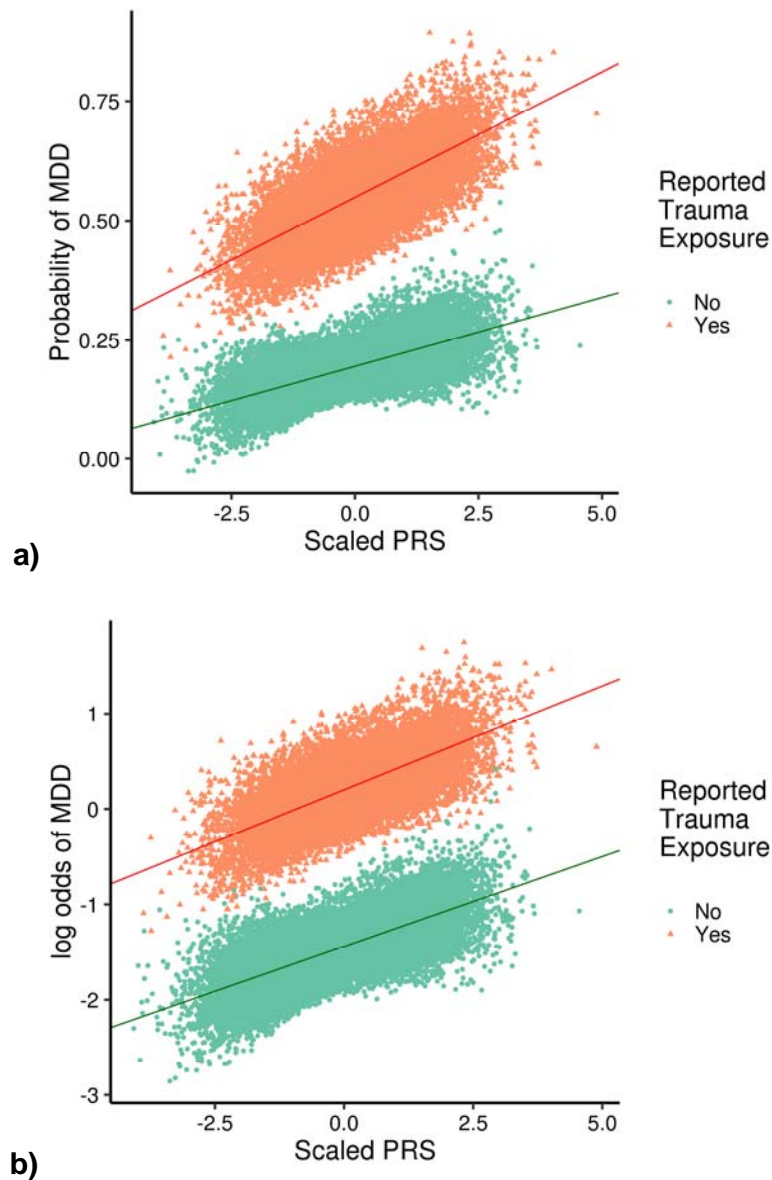 0.75
0.50
0.25
0.00
Probability of MDD
-2.5
0.0
2.5
5.0
Scaled PRS
Reported
Trauma
Exposure
No
Yes
a)
1
0
-1
-2
-3
log odds of MDD
-2.5
0.0
2.5
5.0
Scaled PRS
Reported
Trauma
Exposure
No
Yes
b)